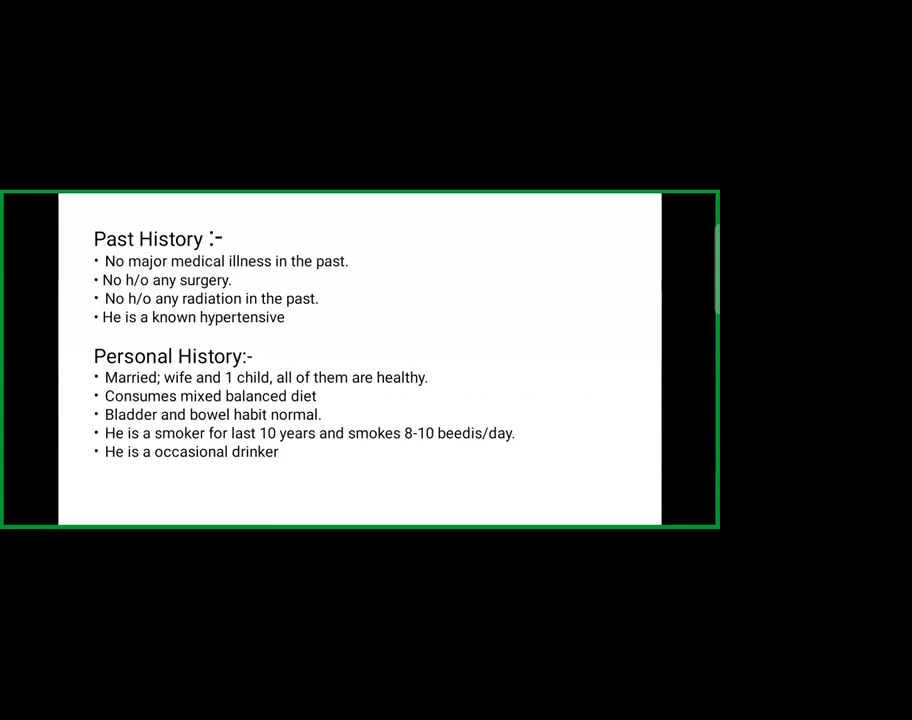 Past History :-
• No major medical illness in the past.
• No h/o any surgery.
• No h/o any radiation in the past.
• He is a known hypertensive
Personal History:-
• Married; wife and 1 child, all of them are healthy.
• Consumes mixed balanced diet
• Bladder and bowel habit normal.
• He is a smoker for last 10 years and smokes 8-10 beedis/day.
• He is a occasional drinker